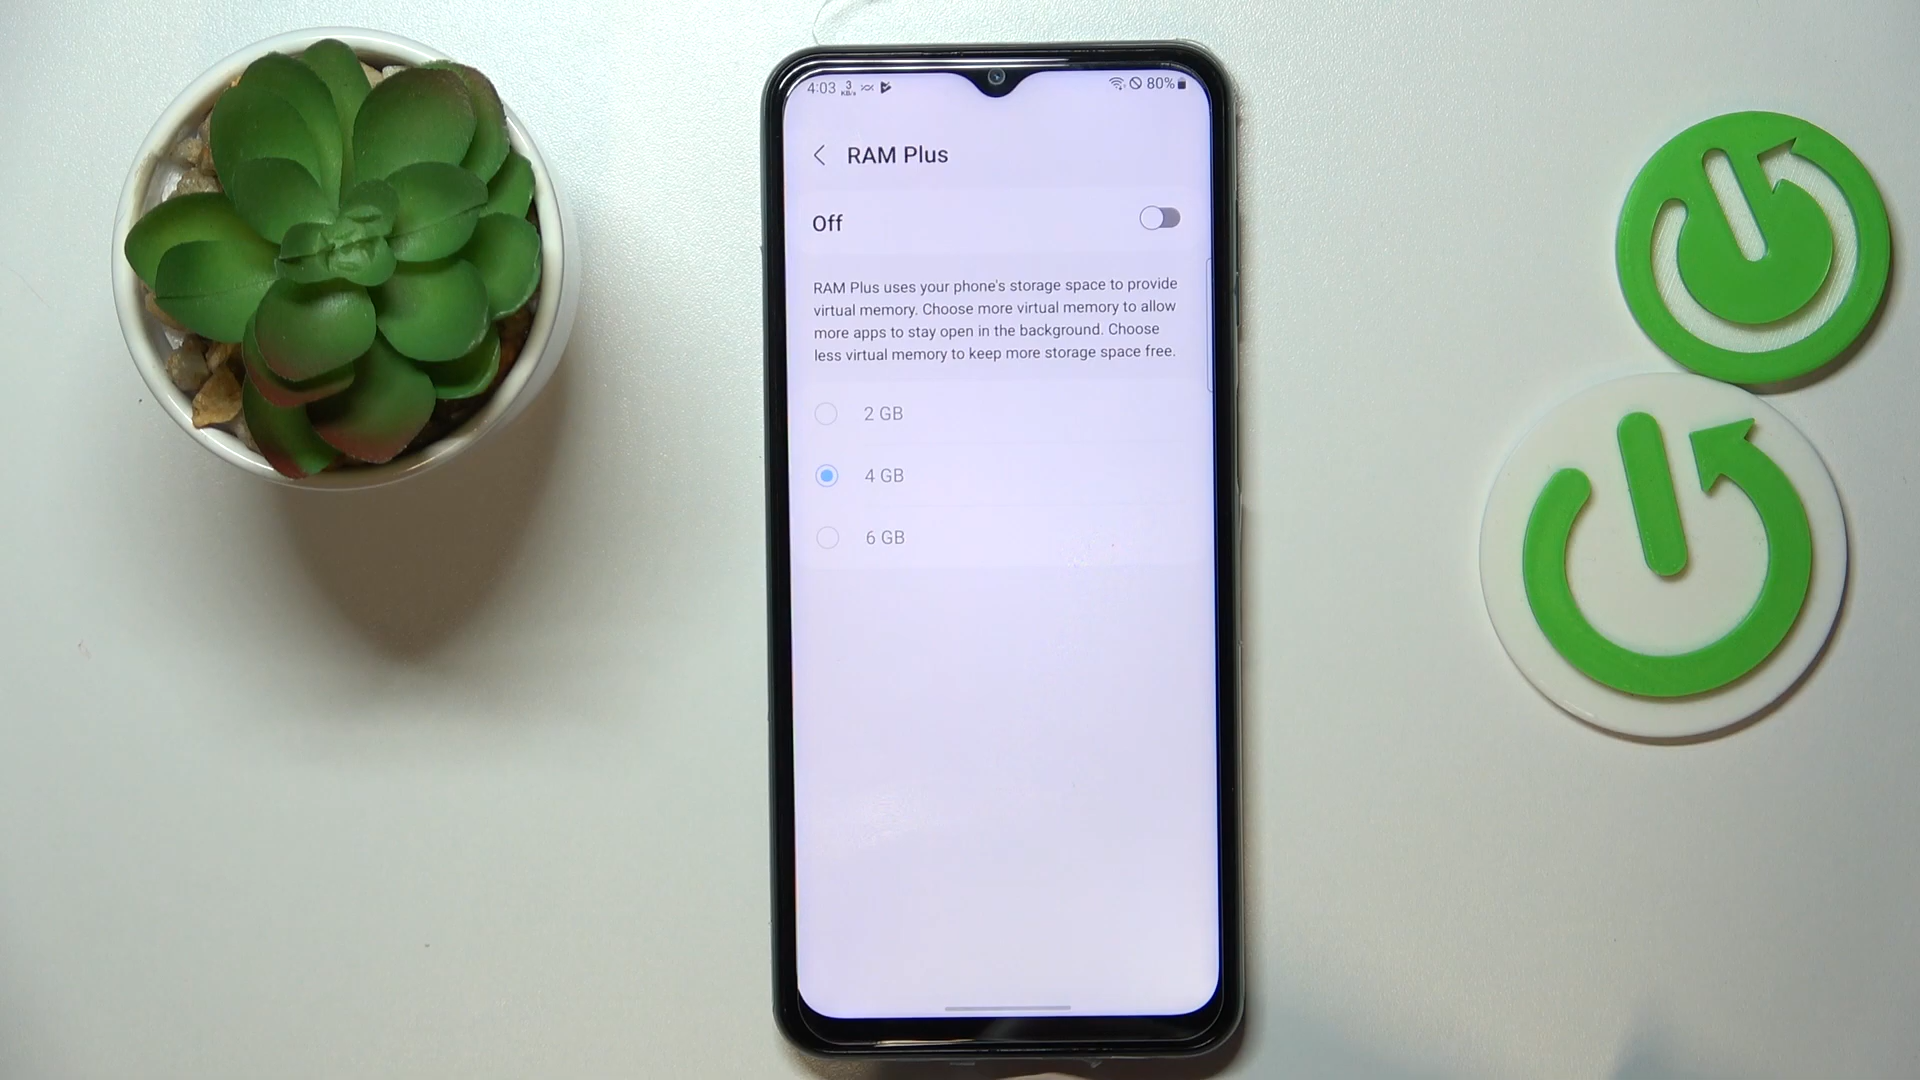 4:03 3 KB/s 80%
RAM Plus
Off
RAM Plus uses your phone's storage space to provide
virtual memory. Choose more virtual memory to allow
more apps to stay open in the background. Choose
less virtual memory to keep more storage space free.
2 GB
4 GB
6 GB